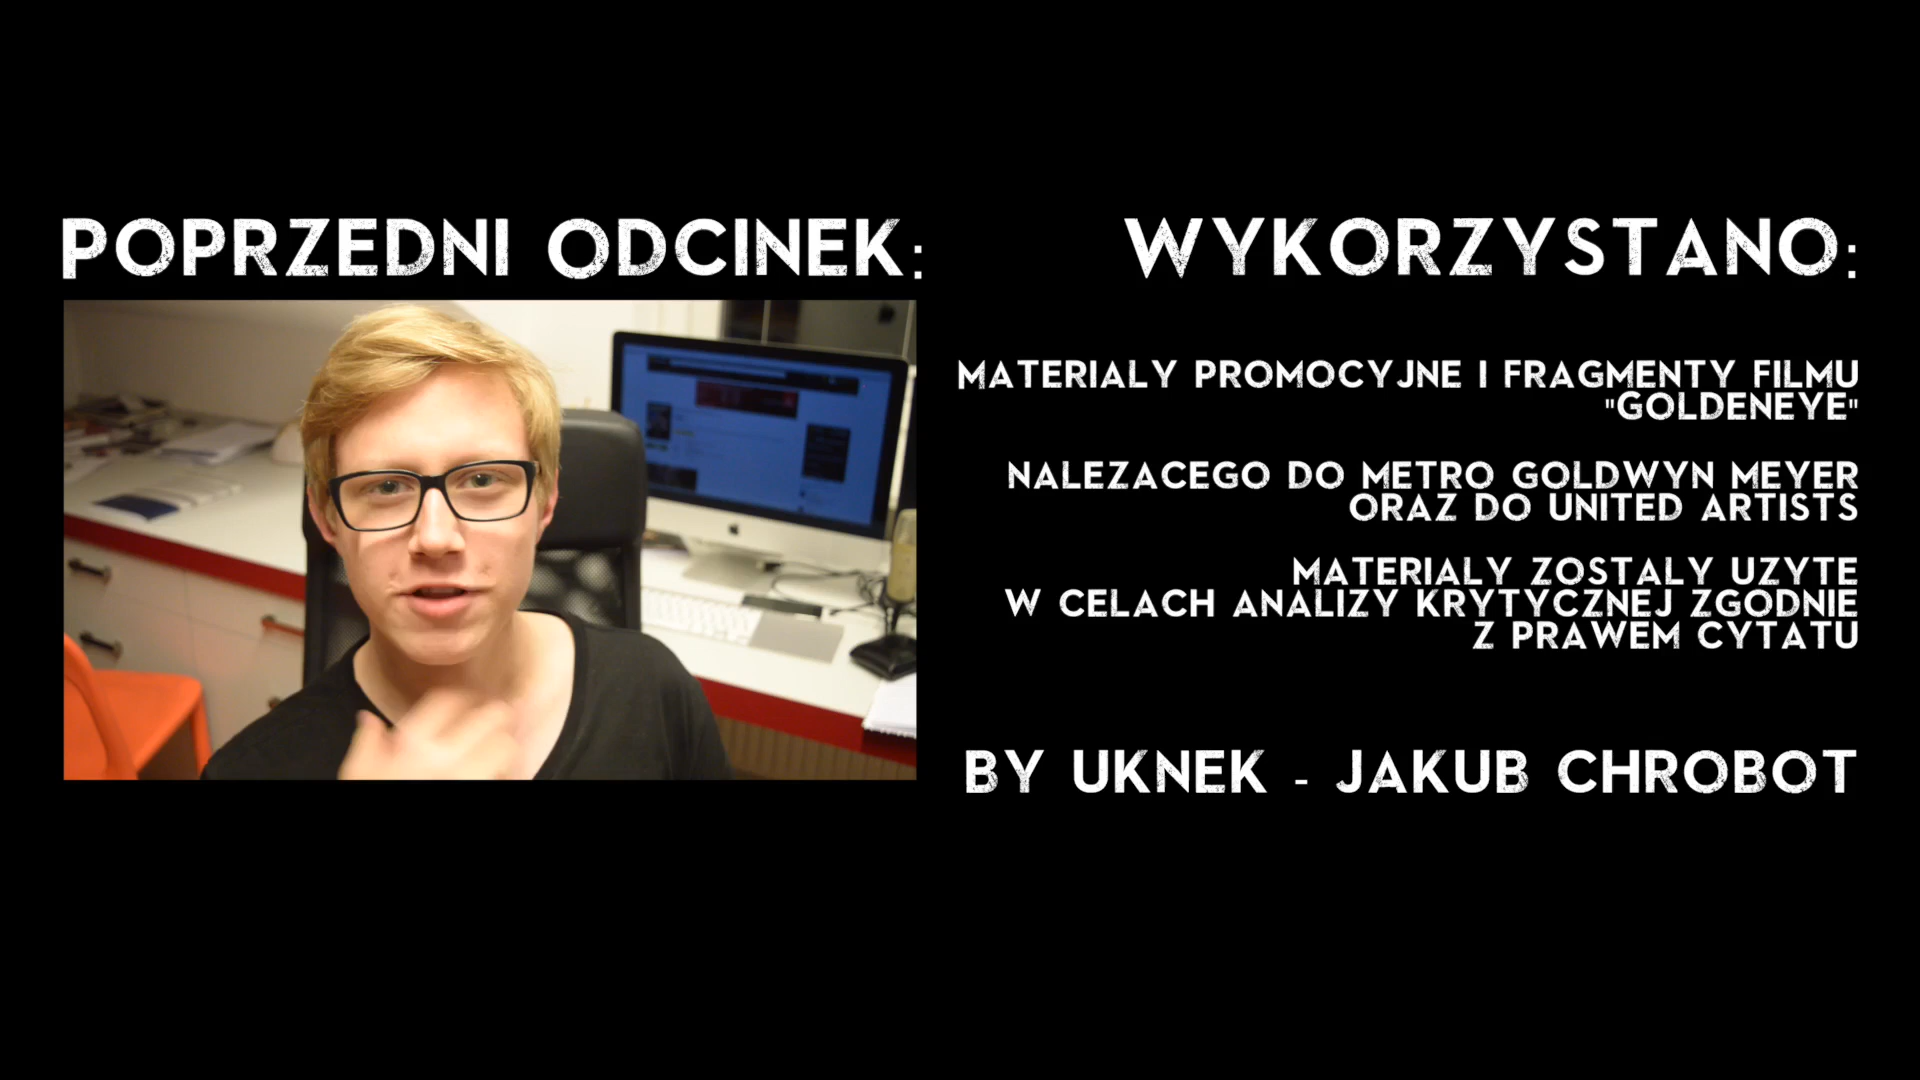 POPRZEDNI ODCINEK:
WYKORZYSTANO:
MATERIALY PROMOCYJNE I FRAGMENTY FILMU
"GOLDENEYE"
NALEZACEGO DO METRO GOLDWYN MEYER
ORAZ DO UNITED ARTISTS
MATERIALY ZOSTALY UZYTE
W CELACH ANALIZY KRYTYCZNEJ ZGODNIE
Z PRAWEM CYTATU
BY UKNEK - JAKUB CHROBOT